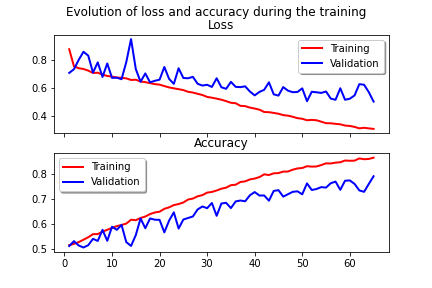 Evolution of loss and accuracy during the training
Loss
Training
Validation
0.8
0.6
0.4
Accuracy
Training
Validation
0.8
0.7
0.6
0.5
0 10 20 30 40 50 60